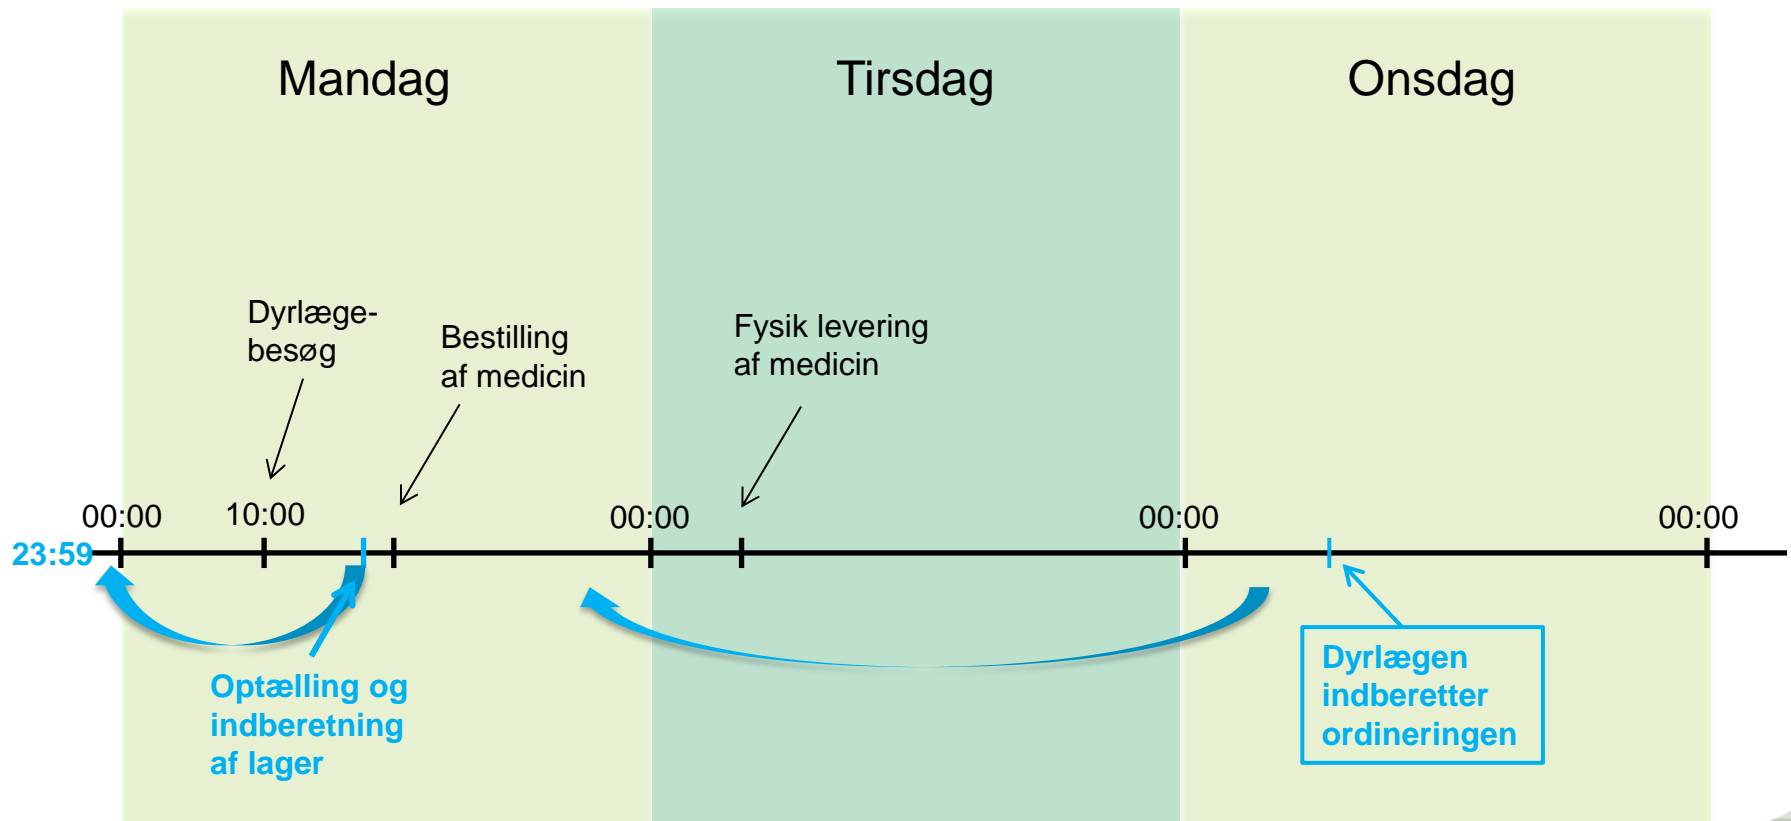 Mandag
Tirsdag
Onsdag
Dyrlæge-
besøg
Bestilling
af medicin
Fysik levering
af medicin
00:00
10:00
00:00
00:00
00:00
23:59
Optælling og
indberetning
af lager
Dyrlægen
indberetter
ordineringen